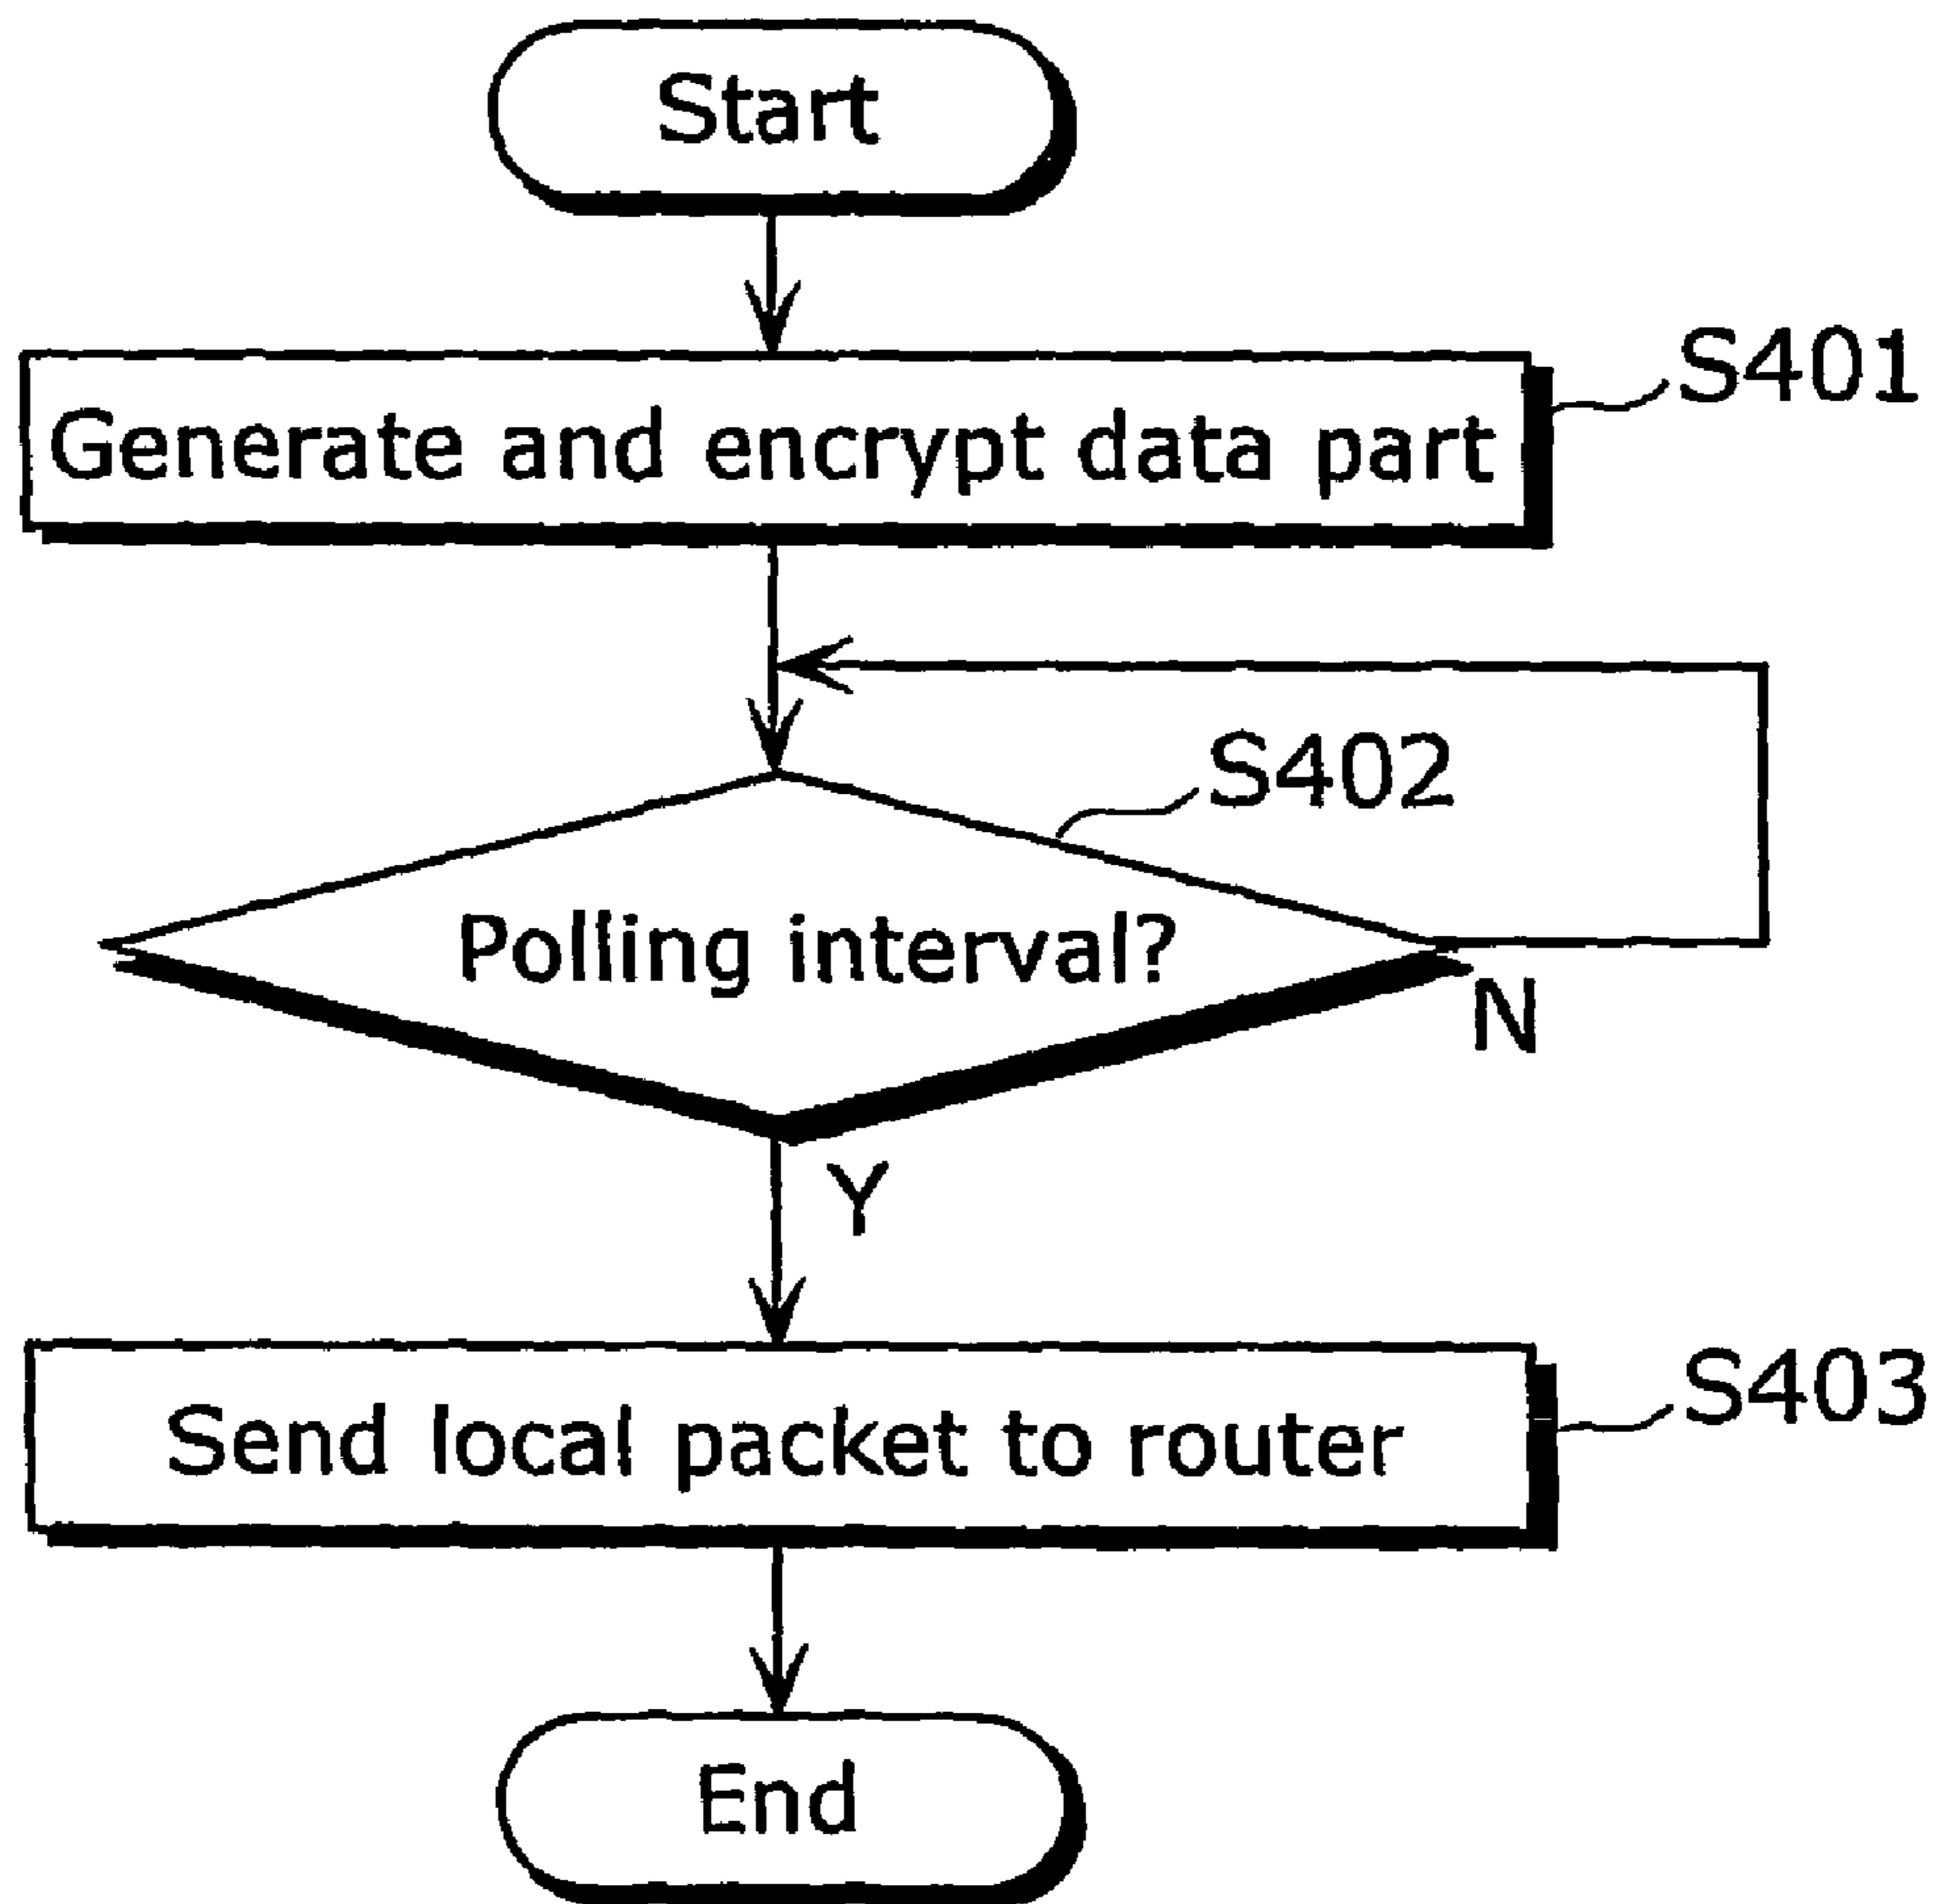 Start
S401
Generate and encrypt data part
S402
Polling interval?
N
Y
S403
Send local packet to router
End